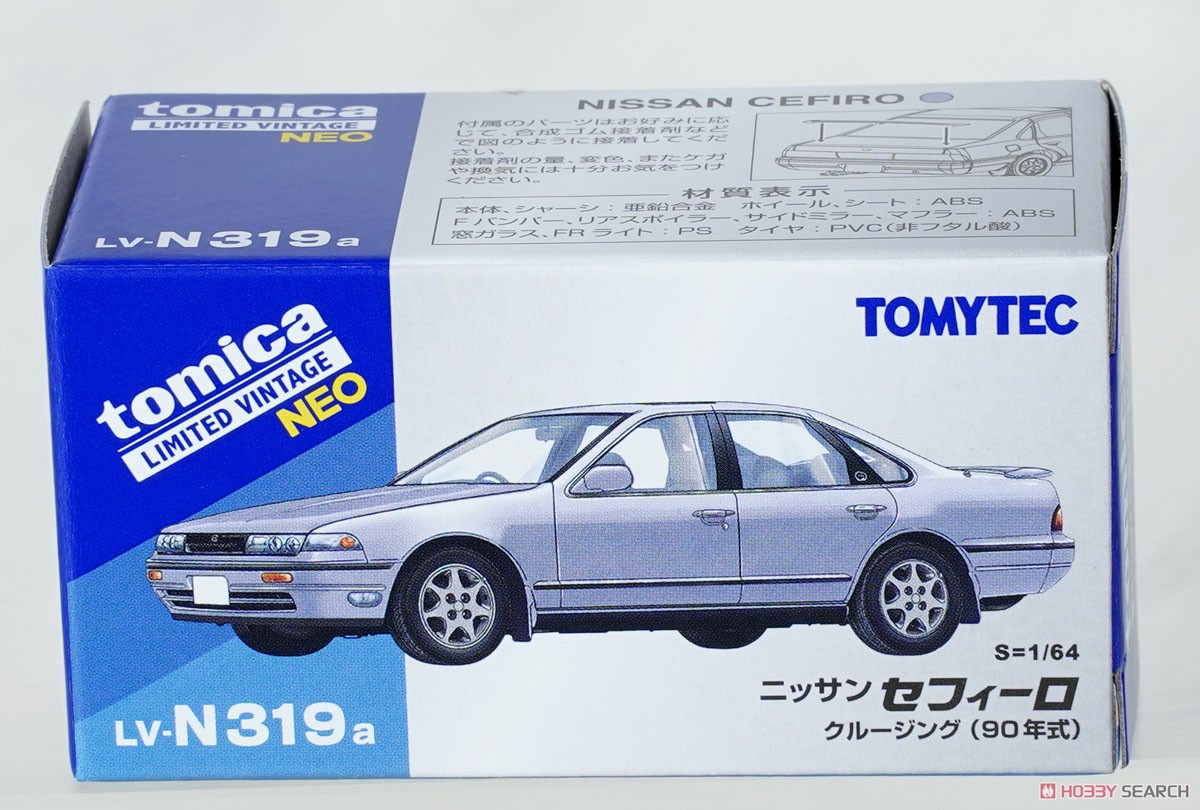 tomica
LIMITED VINTAGE
NEO
LV-N319a
NISSAN CEFIRO
付属のパーツはお好みに応
じて、合成ゴム接着剤など
で図のように接着してくだ
さい。
接着剤の量、変色、またケガ
や換気には十分お気をつけ
ください。
材質表示
本体、シャーシ：亜鉛合金 ホイール、シート：ABS
Fバンパー、リアスポイラー、サイドミラー、マフラー：ABS
窓ガラス、FRライト：PS タイヤ：PVC(非フタル酸)
tomica
LIMITED VINTAGE
NEO
TOMYTEC
S=1/64
ニッサン セフィーロ
クルージング（90年式）
LV-N319a
HOBBY SEARCH